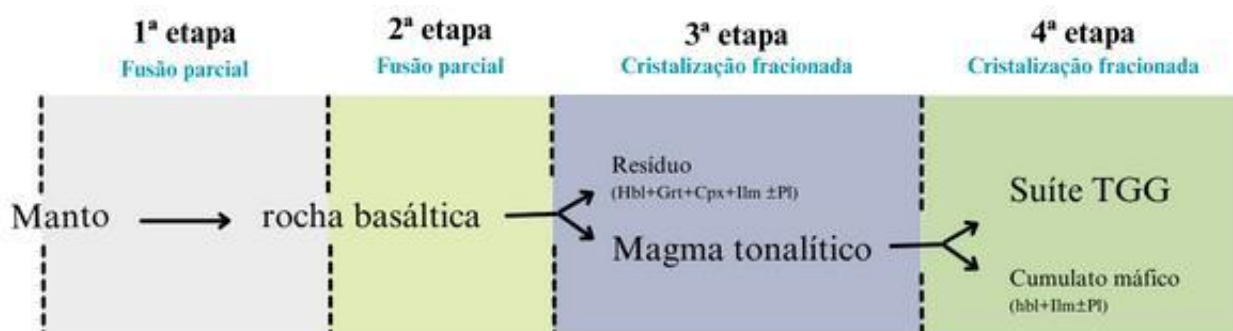 1ª etapa
Fusão parcial
2ª etapa
Fusão parcial
3ª etapa
Cristalização fracionada
4ª etapa
Cristalização fracionada
Manto
rocha basáltica
Resíduo
(Hbl+Grt+Cpx+Ilm ±Pl)
Magma tonalítico
Suíte TGG
Cumulato máfico
(hbl+Ilm±Pl)